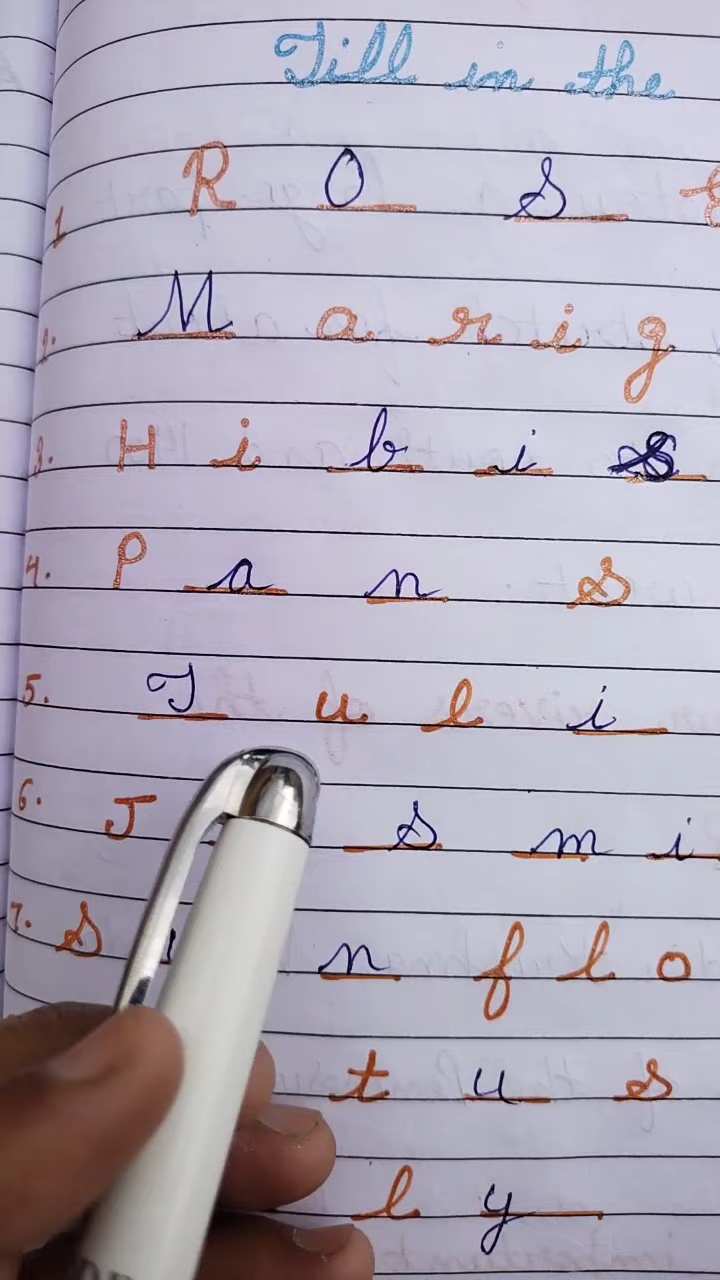 Fill in the
1 R O S E
2. M a r i g
3. H i b i s
4. P a n s
5. T u l i
6. J s m i
7. S n f l o
t u s
l y